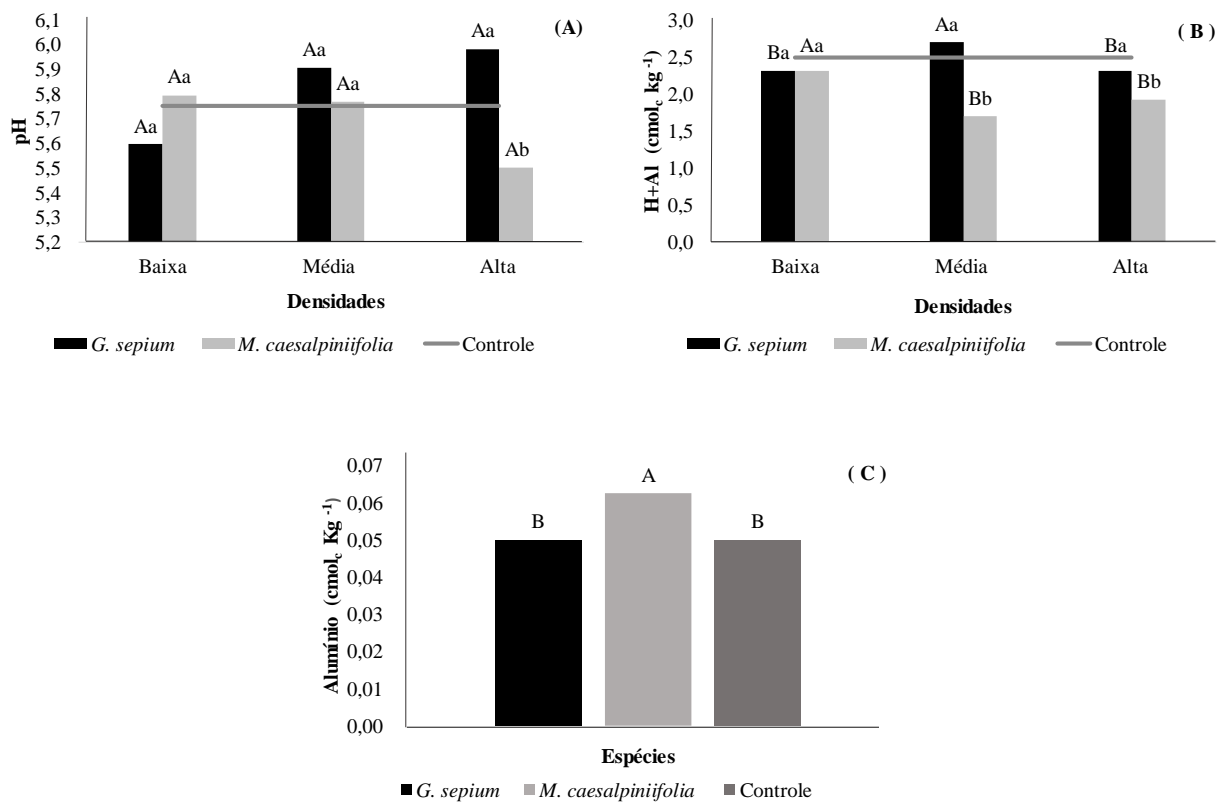 (A)
6,1
6,0
5,9
5,8
5,7
5,6
5,5
5,4
5,3
5,2
pH
Aa
Aa
Aa
Aa
Aa
Ab
Baixa Média Alta
Densidades
G. sepium M. caesalpiniifolia Controle
( B )
3,0
2,5
2,0
1,5
1,0
0,5
0,0
H+Al (cmolc kg -1)
Ba
Aa
Aa
Bb
Ba
Bb
Baixa Média Alta
Densidades
G. sepium M. caesalpiniifolia Controle
( C )
0,07
0,06
0,05
0,04
0,03
0,02
0,01
0,00
Alumínio (cmolc Kg -1)
B
A
B
Espécies
G. sepium M. caesalpiniifolia Controle